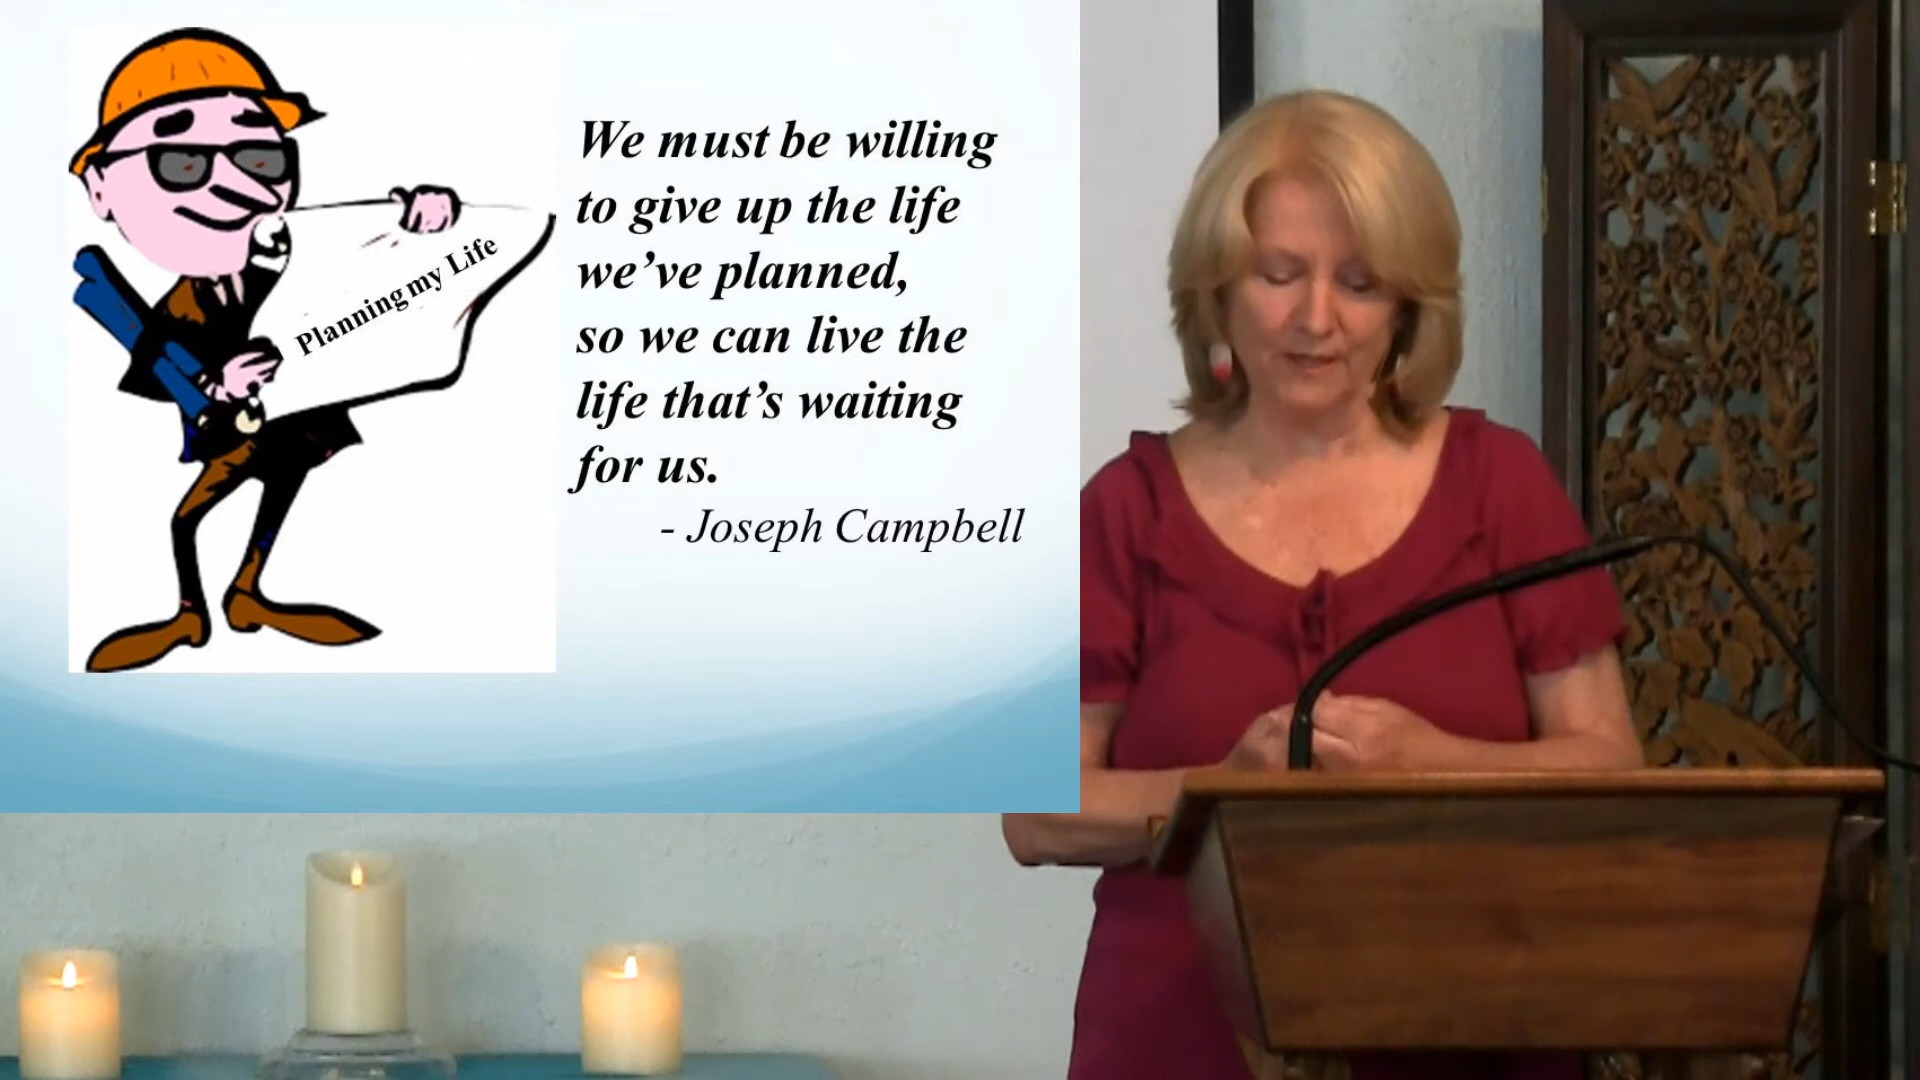 Planning my Life
We must be willing
to give up the life
we’ve planned,
so we can live the
life that’s waiting
for us.
- Joseph Campbell